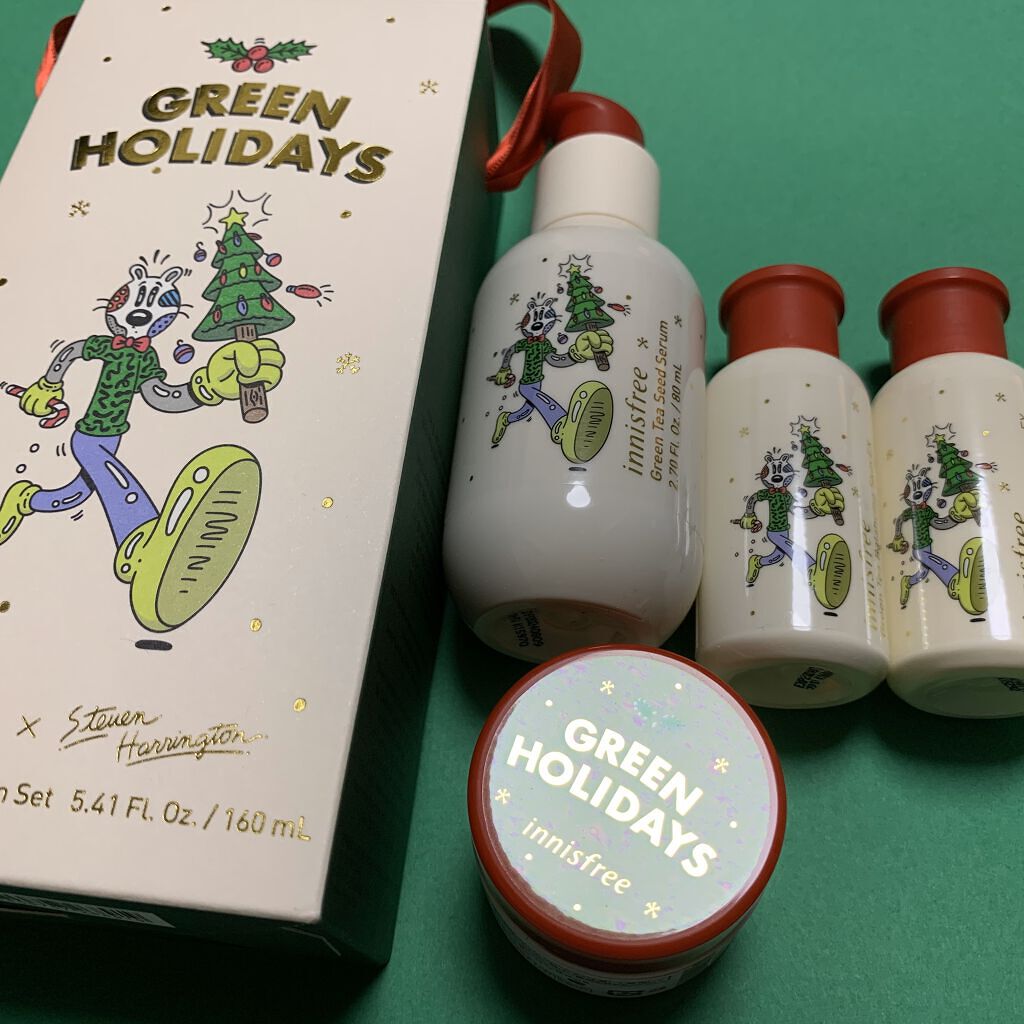 GREEN
HOLIDAYS
x Steven
Harrington
Set 5.41 Fl. Oz. / 160 mL
innisfree
Green Tea Seed Serum
2.70 Fl. Oz. / 80 mL
innisfree
GREEN
HOLIDAYS
innisfree